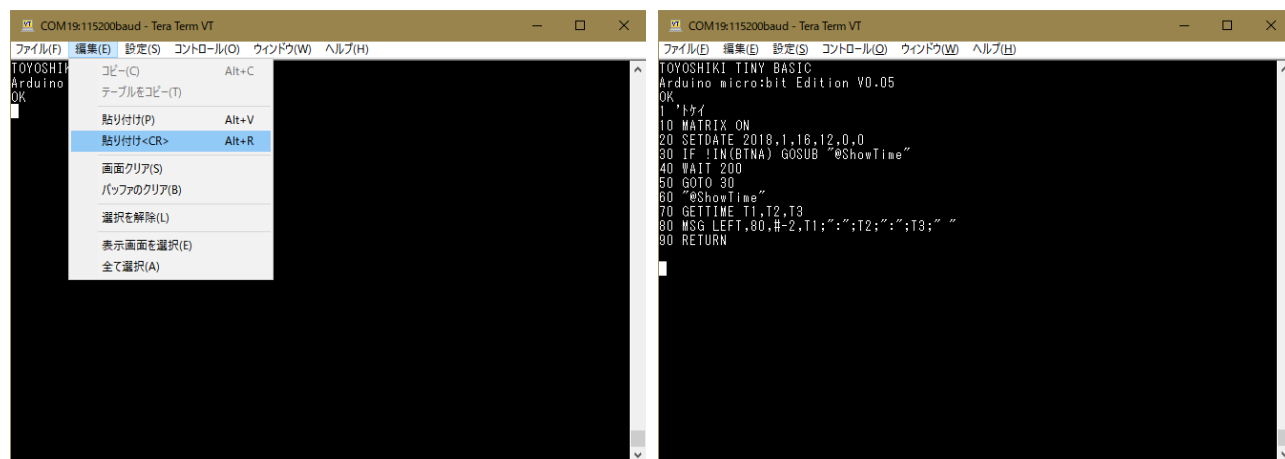 COM19:115200baud - Tera Term VT
ファイル(F) 編集(E) 設定(S) コントロール(O) ウィンドウ(W) ヘルプ(H)
TOYOSHIK
Arduino
OK
コピー(C) Alt+C
テーブルをコピー(T)
貼り付け(P) Alt+V
貼り付け<CR> Alt+R
画面クリア(S)
バッファのクリア(B)
選択を解除(L)
表示画面を選択(E)
全て選択(A)
COM19:115200baud - Tera Term VT
ファイル(F) 編集(E) 設定(S) コントロール(O) ウィンドウ(W) ヘルプ(H)
TOYOSHIKI TINY BASIC
Arduino micro:bit Edition V0.05
OK
1 'ﾄｹｲ
10 MATRIX ON
20 SETDATE 2018,1,16,12,0,0
30 IF !IN(BTNA) GOSUB "@ShowTime"
40 WAIT 200
50 GOTO 30
60 "@ShowTime"
70 GETTIME T1,T2,T3
80 MSG LEFT,80,#-2,T1;":";T2;":";T3;" "
90 RETURN